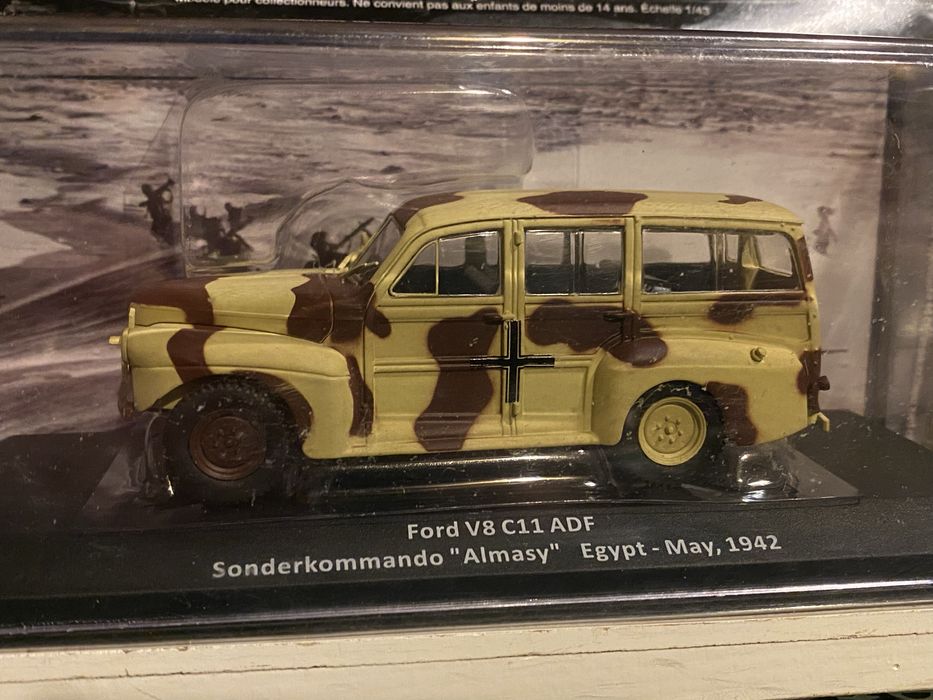 Modèle pour collectionneurs. Ne convient pas aux enfants de moins de 14 ans. Échelle 1/43
Ford V8 C11 ADF
Sonderkommando "Almasy" Egypt - May, 1942